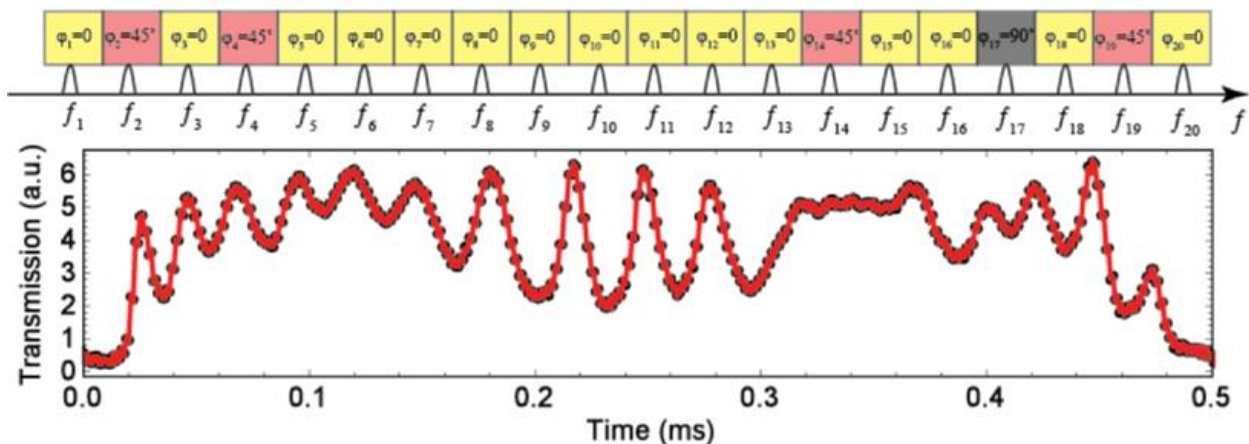 φ₁=0 φ₂=45° φ₃=0 φ₄=45° φ₅=0 φ₆=0 φ₇=0 φ₈=0 φ₉=0 φ₁₀=0 φ₁₁=0 φ₁₂=0 φ₁₃=0 φ₁₄=45° φ₁₅=0 φ₁₆=0 φ₁₇=90° φ₁₈=0 φ₁₉=45° φ₂₀=0
f₁ f₂ f₃ f₄ f₅ f₆ f₇ f₈ f₉ f₁₀ f₁₁ f₁₂ f₁₃ f₁₄ f₁₅ f₁₆ f₁₇ f₁₈ f₁₉ f₂₀ f
Transmission (a.u.)
6
5
4
3
2
1
0
0.0 0.1 0.2 0.3 0.4 0.5
Time (ms)